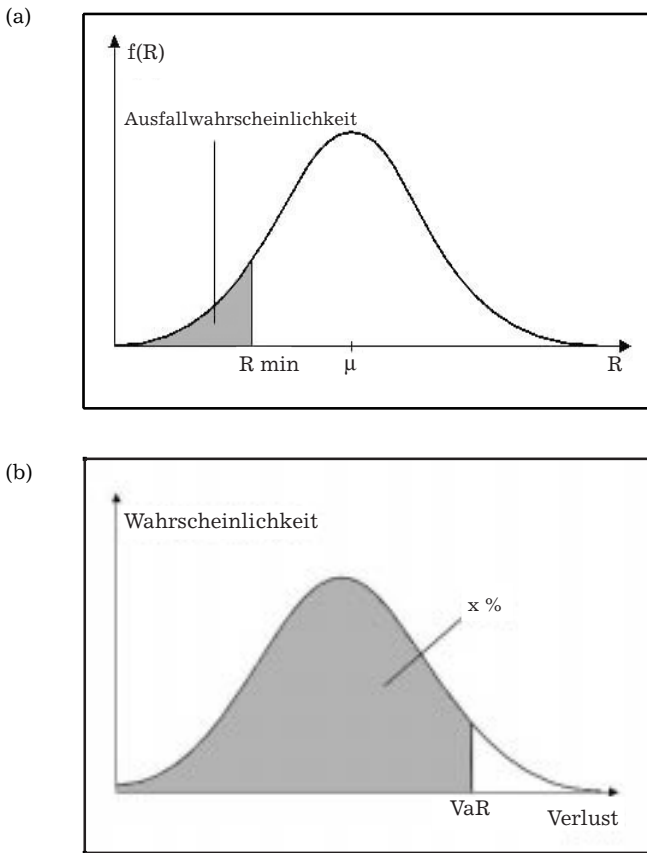 (a)
f(R)
Ausfallwahrscheinlichkeit
R min
μ
R
(b)
Wahrscheinlichkeit
x %
VaR
Verlust